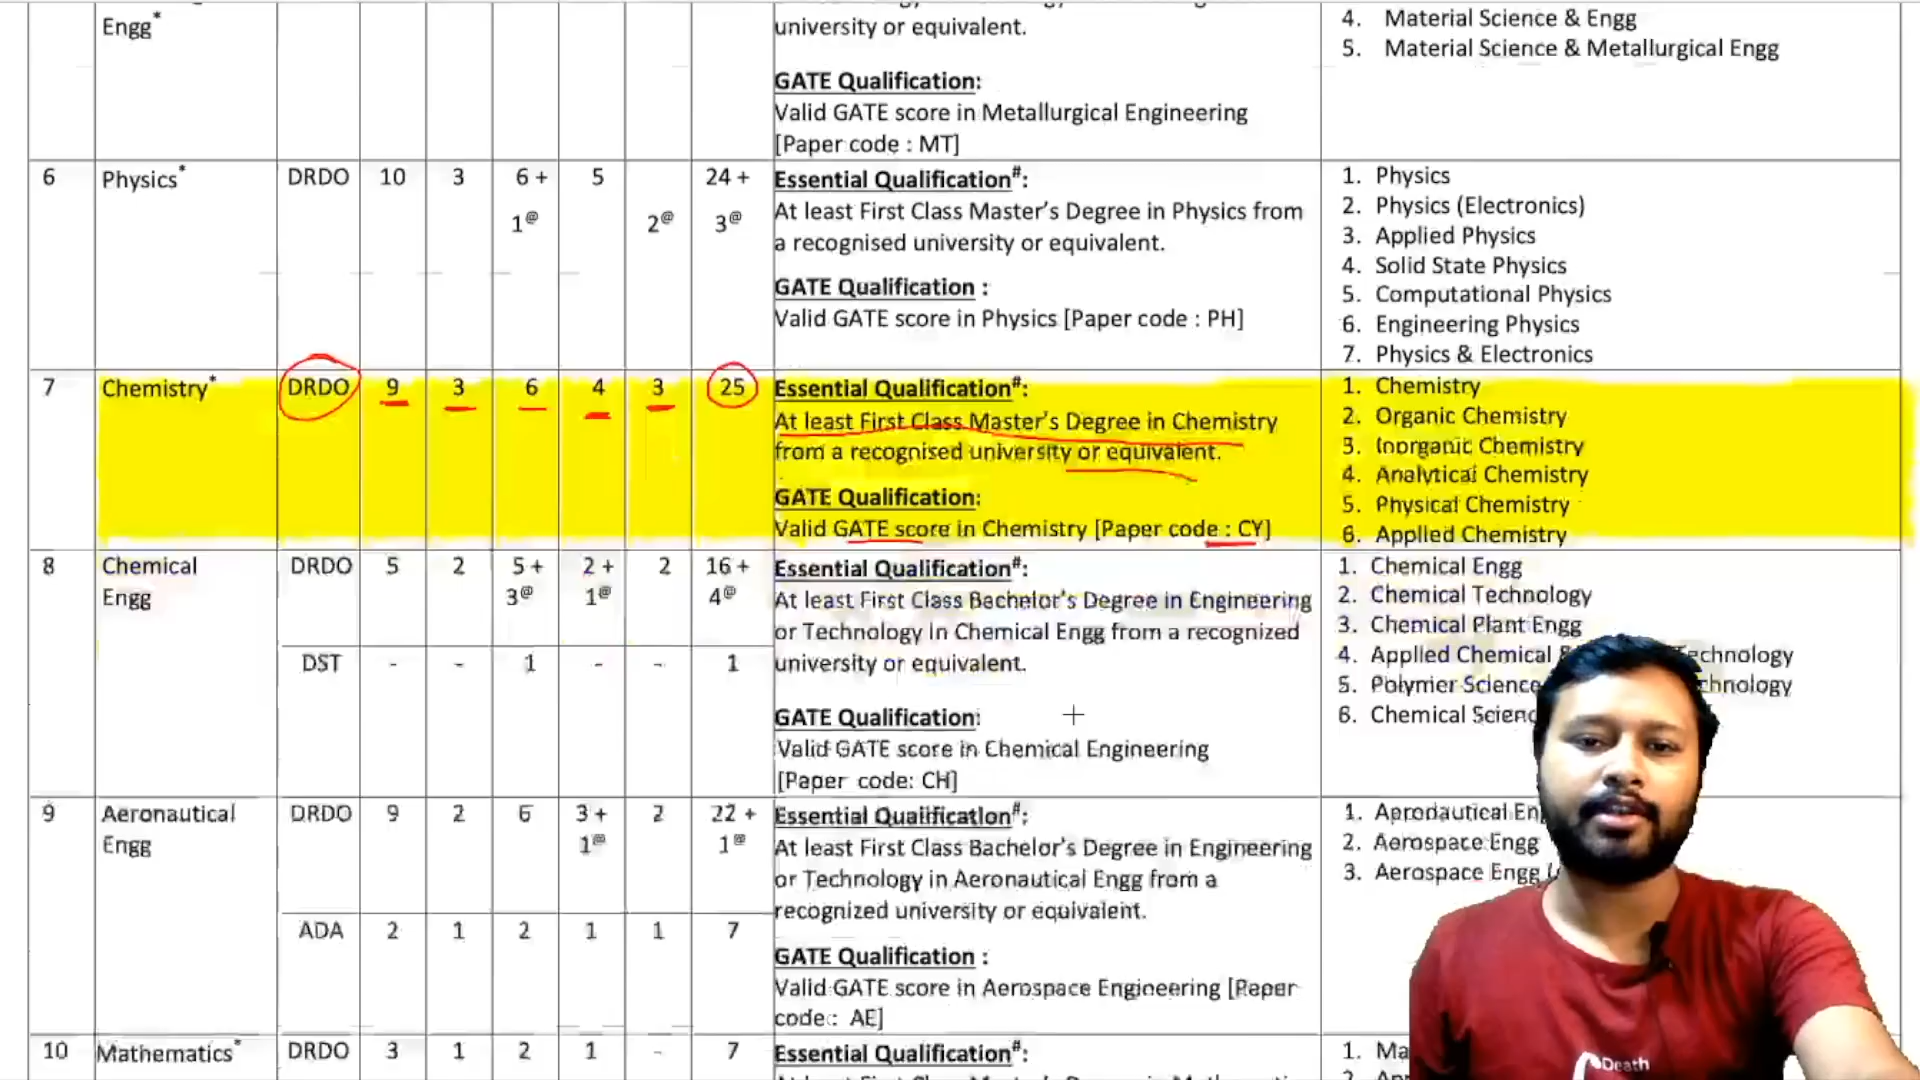 Engg*
university or equivalent.
GATE Qualification:
Valid GATE score in Metallurgical Engineering
[Paper code : MT]
4. Material Science & Engg
5. Material Science & Metallurgical Engg
6 Physics* DRDO 10 3 6 + 5 24 +
1@ 2@ 3@
Essential Qualification#:
At least First Class Master's Degree in Physics from
a recognised university or equivalent.
GATE Qualification :
Valid GATE score in Physics [Paper code : PH]
1. Physics
2. Physics (Electronics)
3. Applied Physics
4. Solid State Physics
5. Computational Physics
6. Engineering Physics
7. Physics & Electronics
7 Chemistry* DRDO 9 3 6 4 3 25
Essential Qualification#:
At least First Class Master's Degree in Chemistry
from a recognised university or equivalent.
GATE Qualification:
Valid GATE score in Chemistry [Paper code : CY]
1. Chemistry
2. Organic Chemistry
3. Inorganic Chemistry
4. Analytical Chemistry
5. Physical Chemistry
6. Applied Chemistry
8 Chemical DRDO 5 2 5 + 2 + 2 16 +
Engg 3@ 1@ 4@
DST - - 1 - - 1
Essential Qualification#:
At least First Class Bachelor's Degree in Engineering
or Technology in Chemical Engg from a recognized
university or equivalent.
GATE Qualification:
Valid GATE score in Chemical Engineering
[Paper code: CH]
1. Chemical Engg
2. Chemical Technology
3. Chemical Plant Engg
4. Applied Chemical & Technology
5. Polymer Science
6. Chemical
9 Aeronautical DRDO 9 2 6 3 + 2 22 +
Engg 1@ 1@
ADA 2 1 2 1 1 7
Essential Qualification#:
At least First Class Bachelor's Degree in Engineering
or Technology in Aeronautical Engg from a
recognized university or equivalent.
GATE Qualification :
Valid GATE score in Aerospace Engineering [Paper
code : AE]
1. Aeronautical
2. Aerospace Engg
3. Aerospace Engg
10 Mathematics* DRDO 3 1 2 1 - 7
Essential Qualification#:
1.
Death